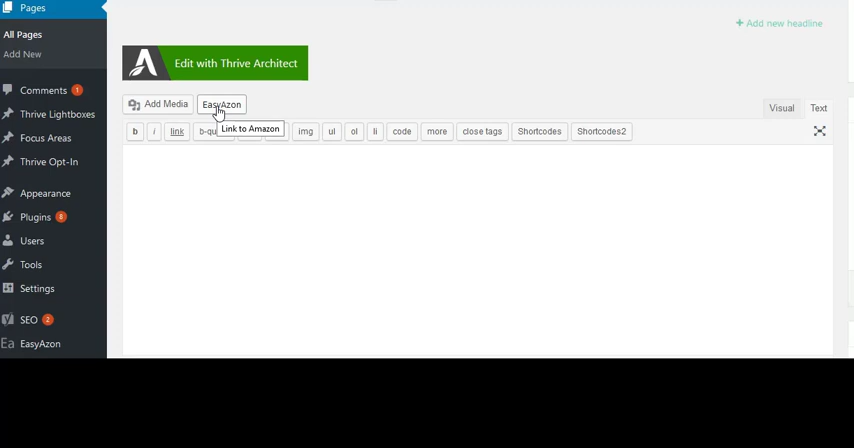 Pages
All Pages
Add New
Comments 1
Thrive Lightboxes
Focus Areas
Thrive Opt-In
Appearance
Plugins 8
Users
Tools
Settings
SEO 2
Ea EasyAzon
+ Add new headline
Edit with Thrive Architect
Add Media EasyAzon
Visual Text
Link to Amazon
b i link b-qu img ul ol li code more close tags Shortcodes Shortcodes2